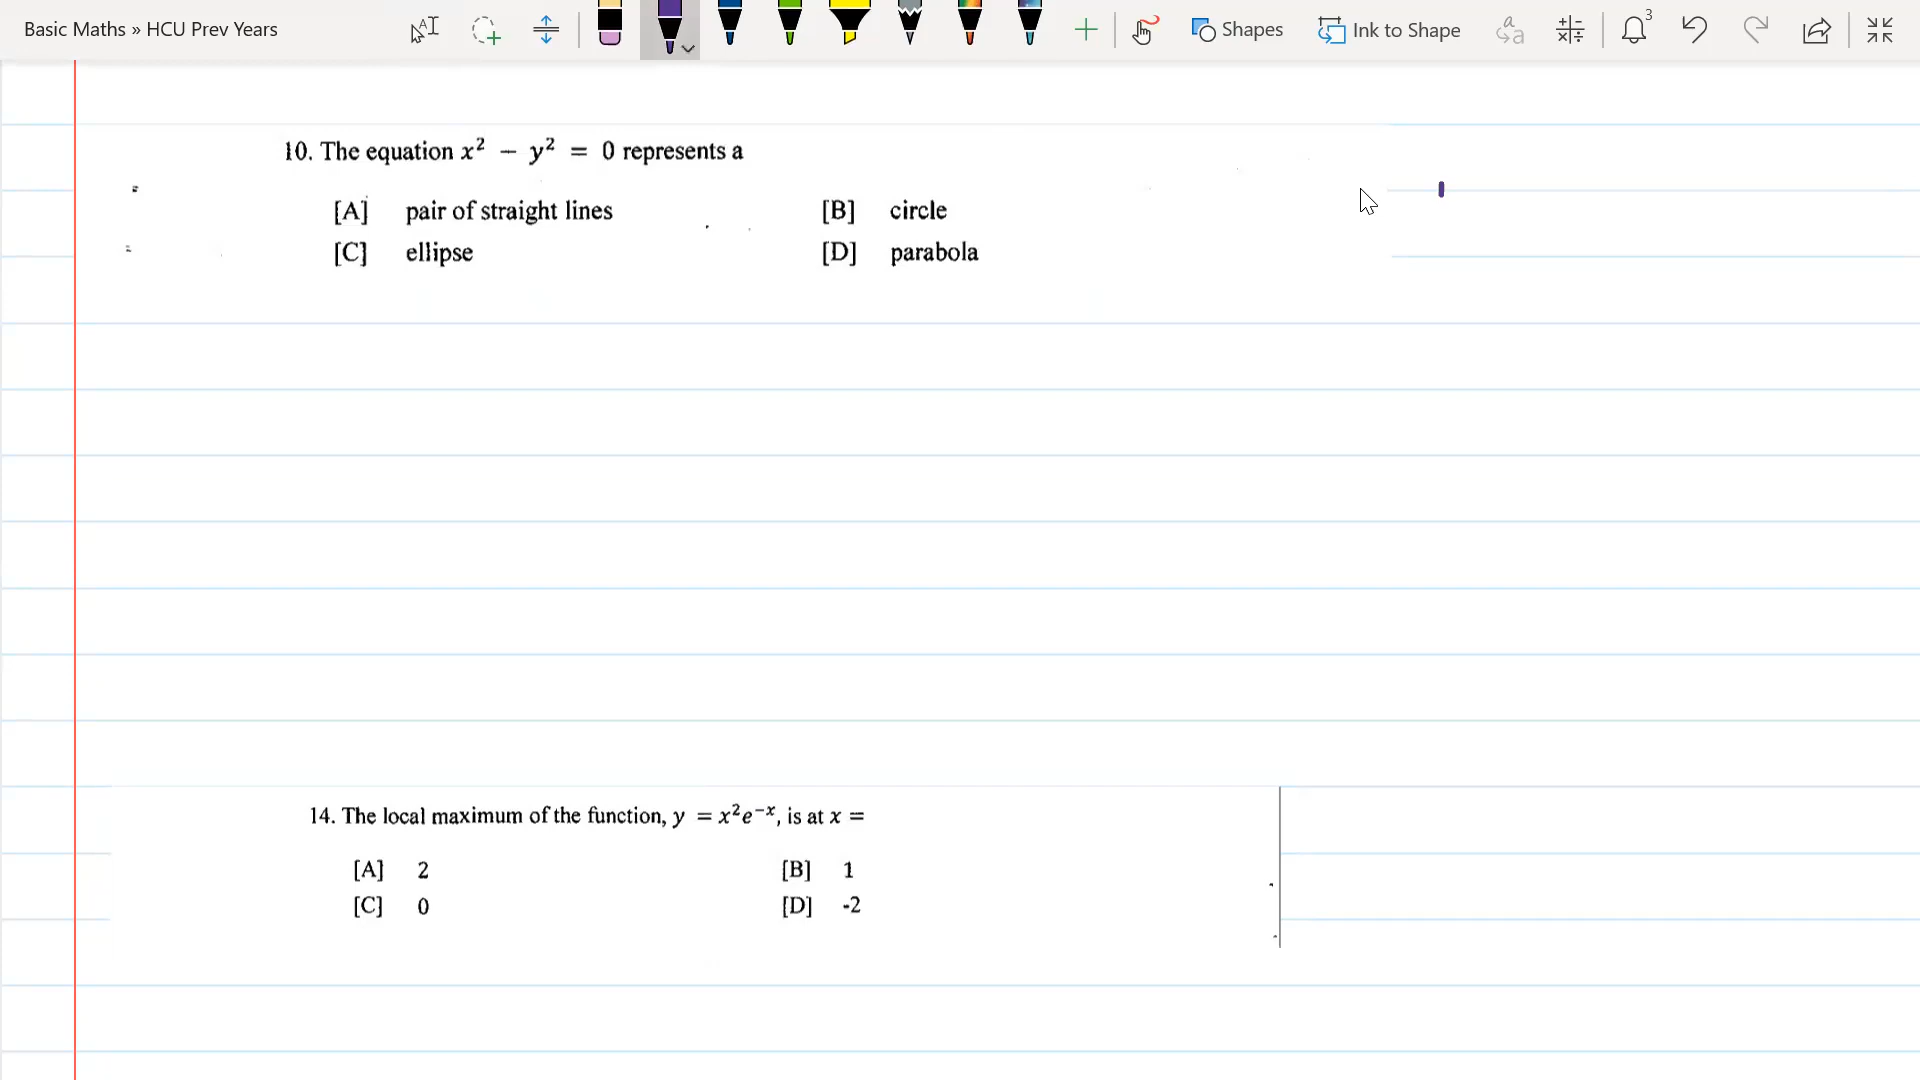 Basic Maths » HCU Prev Years
Shapes
Ink to Shape
3
10. The equation x² − y² = 0 represents a
[A] pair of straight lines [B] circle
[C] ellipse [D] parabola
14. The local maximum of the function, y = x²e⁻ˣ, is at x =
[A] 2 [B] 1
[C] 0 [D] -2